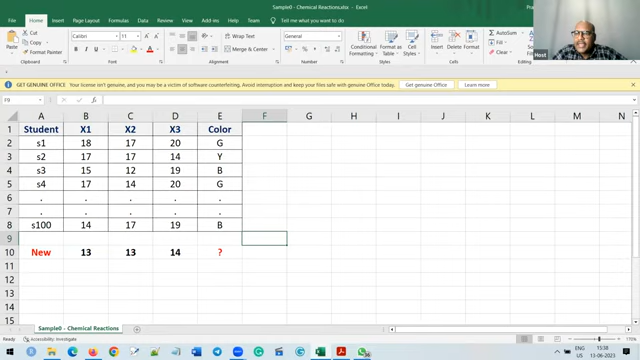 Sample0 - Chemical Reactions.xlsx - Excel
File Home Insert Page Layout Formulas Data Review View Add-ins Help Team Tell me what you want to do
Paste Cut Copy Format Painter
Calibri 11
Wrap Text
Merge & Center
General
Conditional Formatting Format as Table Cell Styles
Insert Delete Format
Clear
Clipboard Font Alignment Number Styles Cells
Host
GET GENUINE OFFICE Your license isn't genuine, and you may be a victim of software counterfeiting. Avoid interruption and keep your files safe with genuine Office today. Get genuine Office Learn more
F9
A B C D E F G H I J K L M N
1 Student X1 X2 X3 Color
2 s1 18 17 20 G
3 s2 17 17 14 Y
4 s3 15 12 19 B
5 s4 17 14 20 G
6 . . . . .
7 . . . . .
8 s100 14 17 19 B
9
10 New 13 13 14 ?
11
12
13
14
15
Sample0 - Chemical Reactions
Ready Accessibility: Investigate
ENG 11:38
13-06-2023